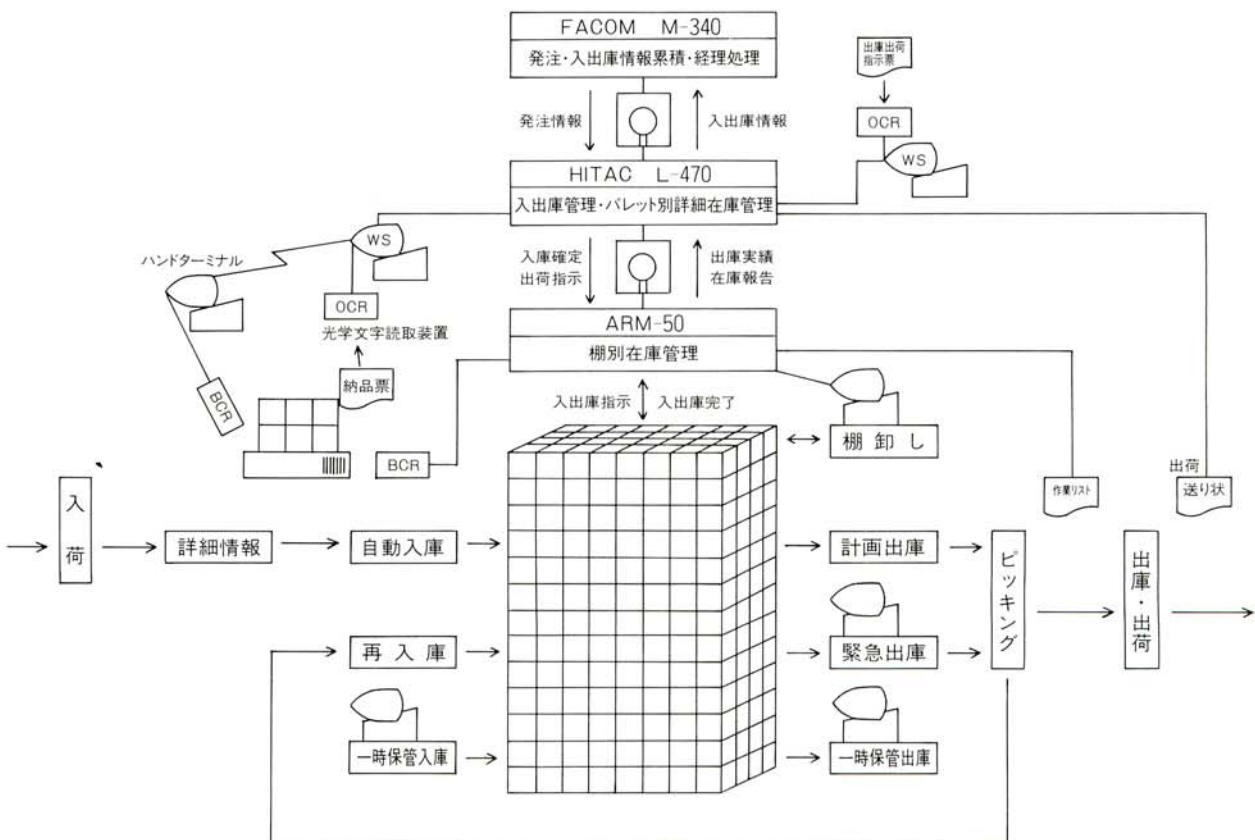 FACOM M-340
発注・入出庫情報累積・経理処理
出庫出荷
指示票
発注情報
入出庫情報
OCR
WS
HITAC L-470
入出庫管理・パレット別詳細在庫管理
WS
ハンドターミナル
入庫確定
出荷指示
出庫実績
在庫報告
OCR
光学文字読取装置
ARM-50
棚別在庫管理
納品票
BCR
入出庫指示
入出庫完了
棚卸し
BCR
作業リスト
出荷
送り状
入荷
詳細情報
自動入庫
計画出庫
ピッキング
出庫・出荷
再入庫
緊急出庫
一時保管入庫
一時保管出庫